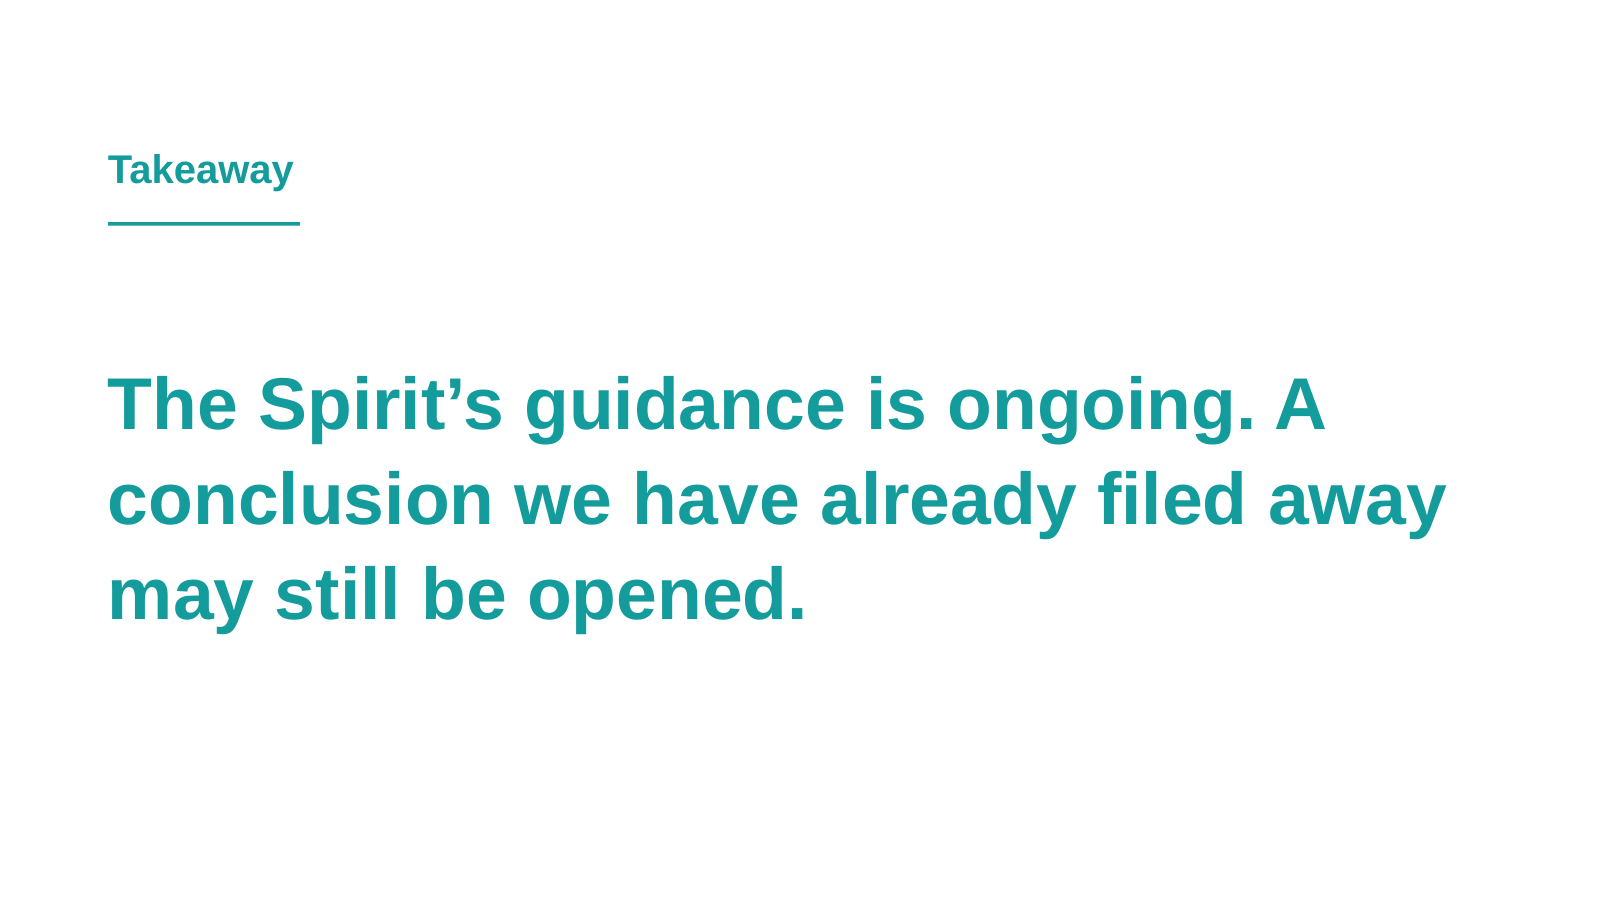 Takeaway
The Spirit’s guidance is ongoing. A
conclusion we have already filed away
may still be opened.